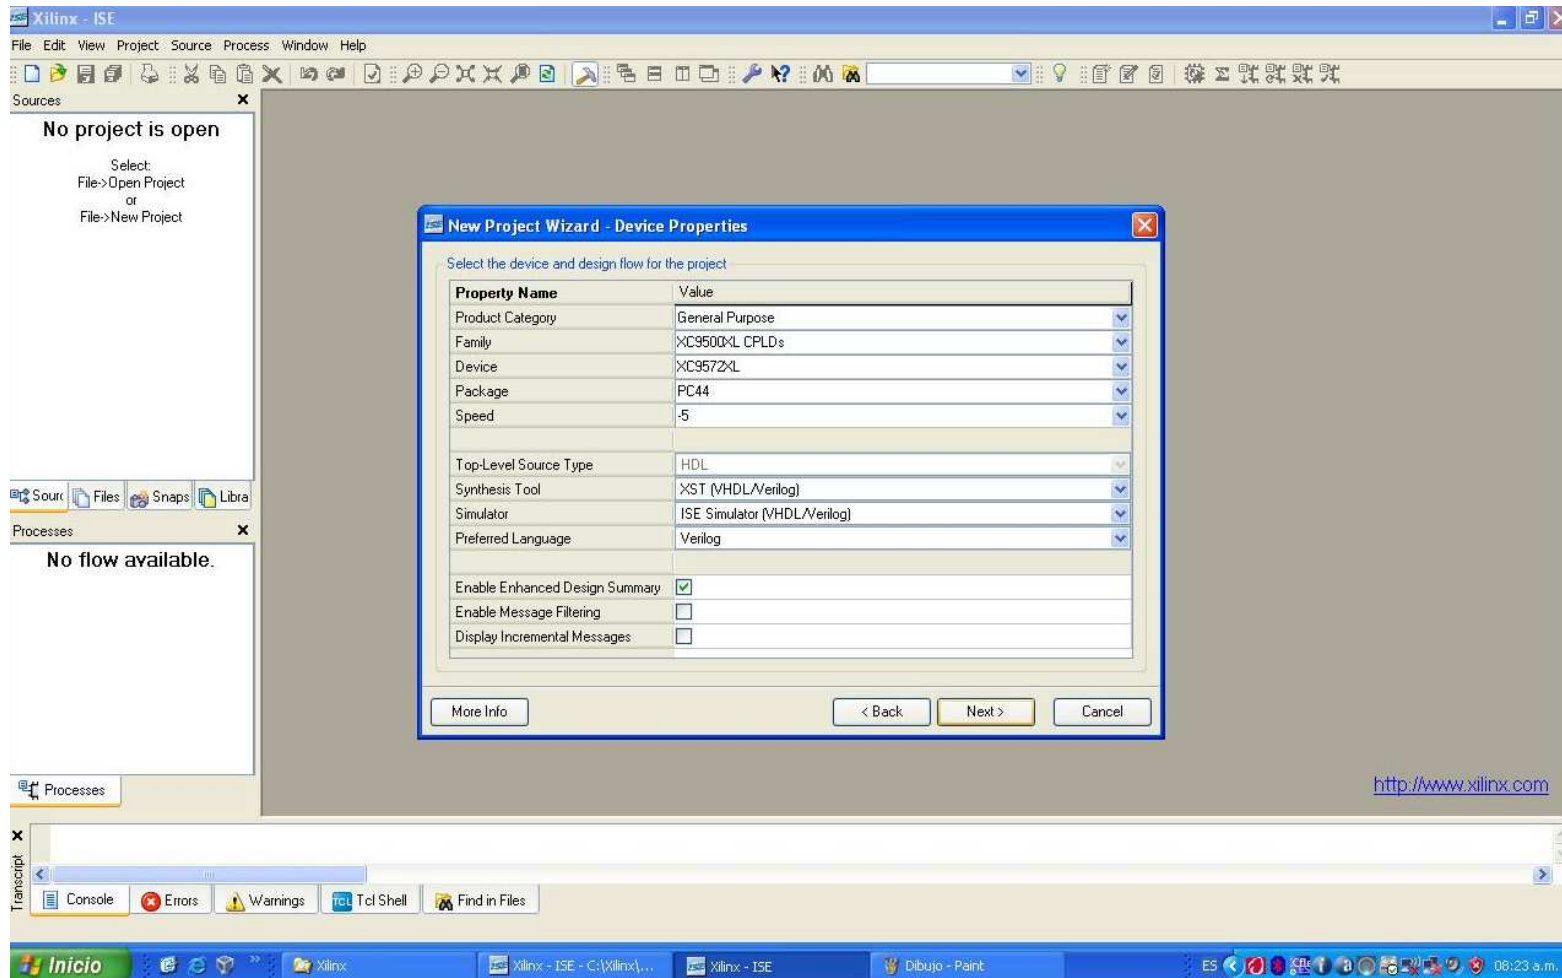 Xilinx - ISE
File Edit View Project Source Process Window Help
Sources
No project is open
Select:
File->Open Project
or
File->New Project
Sourc Files Snaps Libra
Processes
No flow available.
Processes
New Project Wizard - Device Properties
Select the device and design flow for the project
Property Name Value
Product Category General Purpose
Family XC9500XL CPLDs
Device XC9572XL
Package PC44
Speed -5
Top-Level Source Type HDL
Synthesis Tool XST (VHDL/Verilog)
Simulator ISE Simulator (VHDL/Verilog)
Preferred Language Verilog
Enable Enhanced Design Summary
Enable Message Filtering
Display Incremental Messages
More Info < Back Next > Cancel
http://www.xilinx.com
Transcript
Console Errors Warnings TCL Tcl Shell Find in Files
Inicio Xilinx Xilinx - ISE - C:\Xilinx\... Xilinx - ISE Dibujo - Paint ES 08:23 a.m.